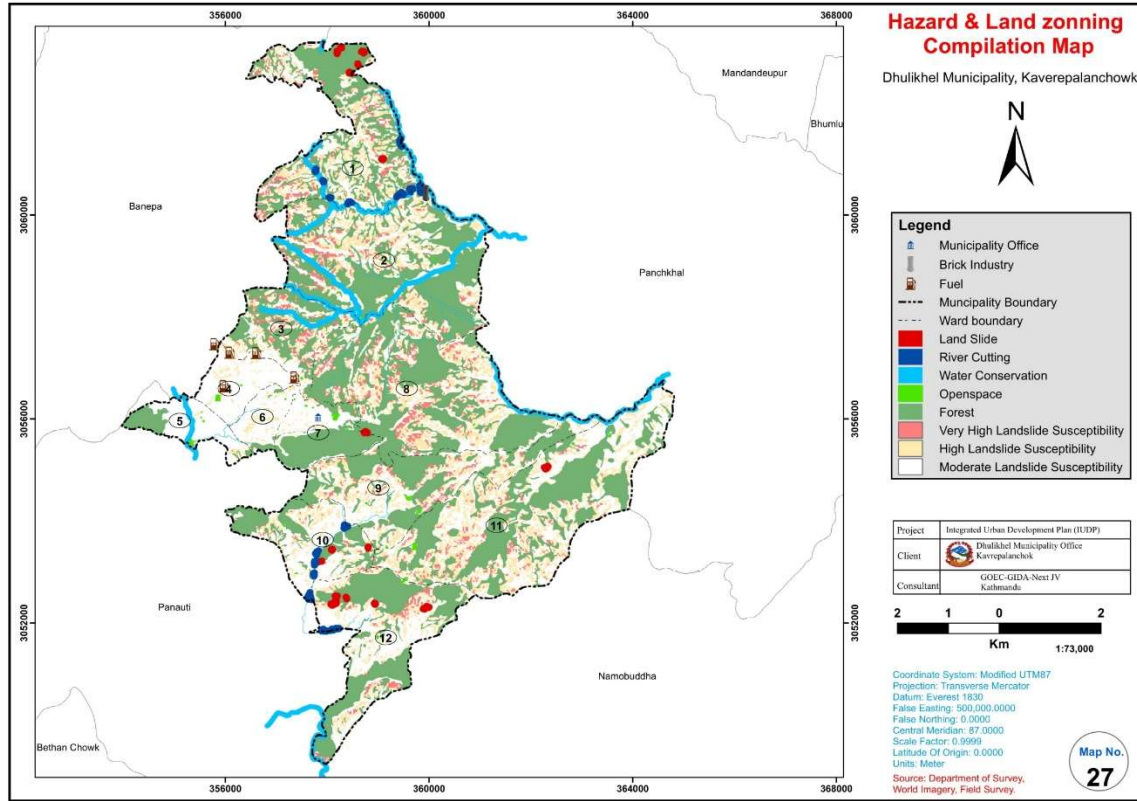 356000
360000
364000
368000
3060000
3056000
3052000
3060000
3056000
3052000
356000
360000
364000
368000
Mandandeupur
Bhumlu
Banepa
Panchkhal
Panauti
Namobuddha
Bethan Chowk
1
2
3
4
5
6
7
8
9
10
11
12
Hazard & Land zonning
Compilation Map
Dhulikhel Municipality, Kaverepalanchowk
N
Legend
Municipality Office
Brick Industry
Fuel
Muncipality Boundary
Ward boundary
Land Slide
River Cutting
Water Conservation
Openspace
Forest
Very High Landslide Susceptibility
High Landslide Susceptibility
Moderate Landslide Susceptibility
Project Integrated Urban Development Plan (IUDP)
Client Dhulikhel Municipality Office
Kavrepalanchok
Consultant GOEC-GIDA-Next JV
Kathmandu
2 1 0 2
Km
1:73,000
Coordinate System: Modified UTM87
Projection: Transverse Mercator
Datum: Everest 1830
False Easting: 500,000.0000
False Northing: 0.0000
Central Meridian: 87.0000
Scale Factor: 0.9999
Latitude Of Origin: 0.0000
Units: Meter
Source: Department of Survey,
World Imagery, Field Survey.
Map No.
27